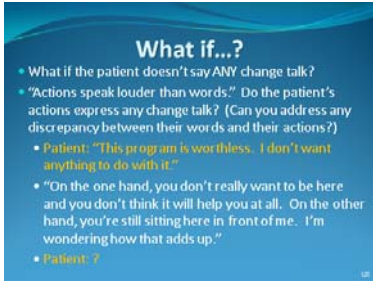 What if...?
• What if the patient doesn't say ANY change talk?
• "Actions speak louder than words." Do the patient's
actions express any change talk? (Can you address any
discrepancy between their words and their actions?)
• Patient: "This program is worthless. I don't want
anything to do with it."
• "On the one hand, you don't really want to be here
and you don't think it will help you at all. On the other
hand, you're still sitting here in front of me. I'm
wondering how that adds up."
• Patient: ?